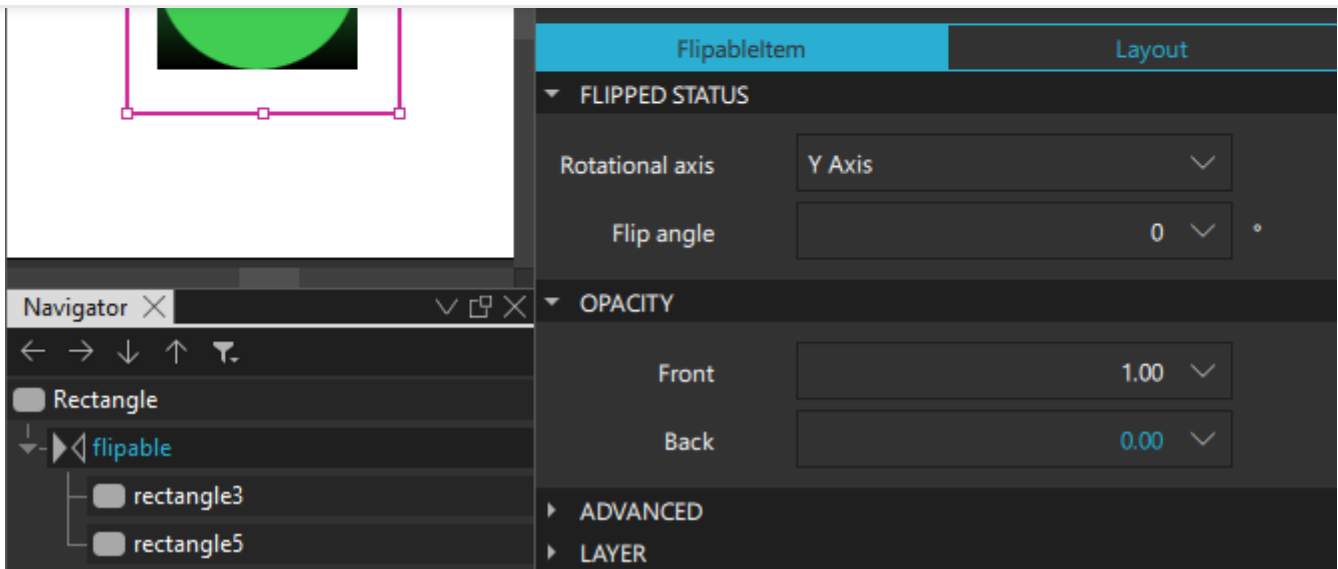 FlipableItem
Layout
FLIPPED STATUS
Rotational axis
Y Axis
Flip angle
0
°
Navigator
OPACITY
Front
1.00
Rectangle
Back
0.00
flipable
rectangle3
ADVANCED
rectangle5
LAYER